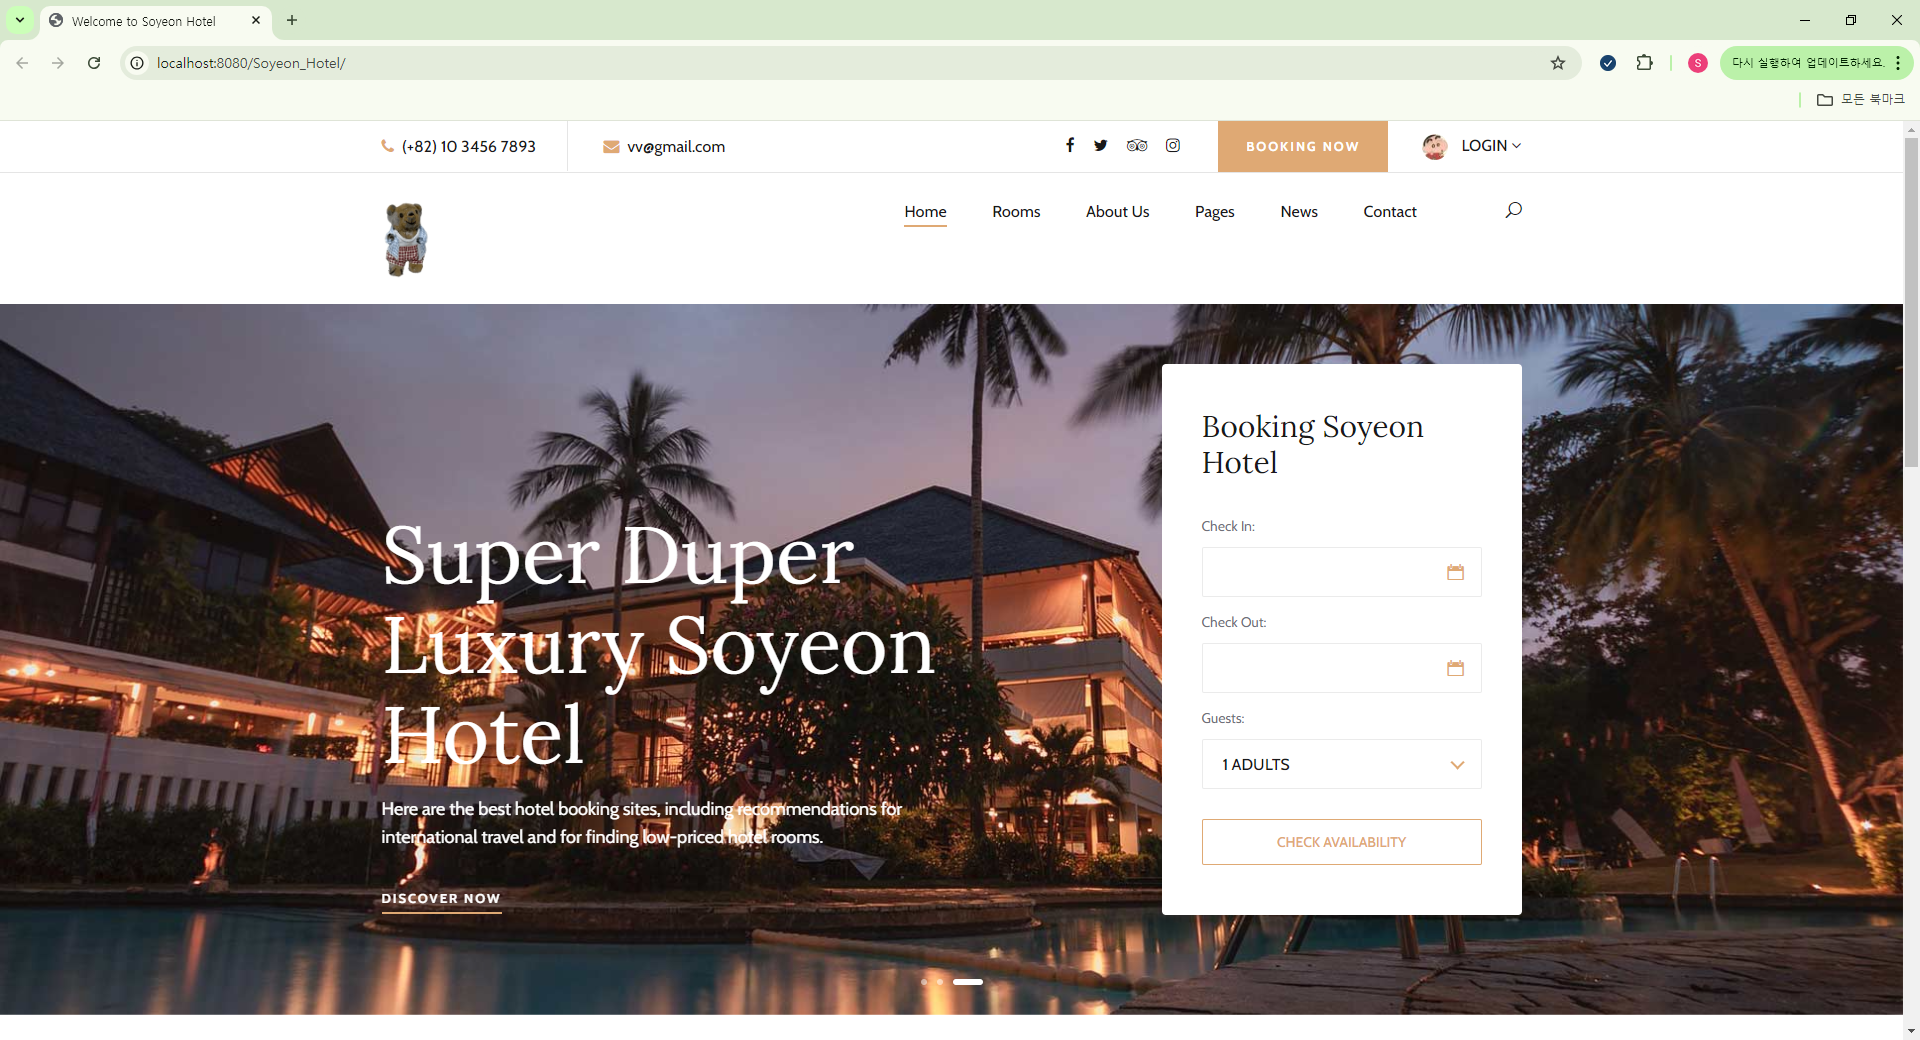 Welcome to Soyeon Hotel
localhost:8080/Soyeon_Hotel/
S
다시 실행하여 업데이트하세요.
모든 북마크
(+82) 10 3456 7893
vv@gmail.com
BOOKING NOW
LOGIN
Home
Rooms
About Us
Pages
News
Contact
Super Duper
Luxury Soyeon
Hotel
Here are the best hotel booking sites, including recommendations for
international travel and for finding low-priced hotel rooms.
DISCOVER NOW
Booking Soyeon
Hotel
Check In:
Check Out:
Guests:
1 ADULTS
CHECK AVAILABILITY